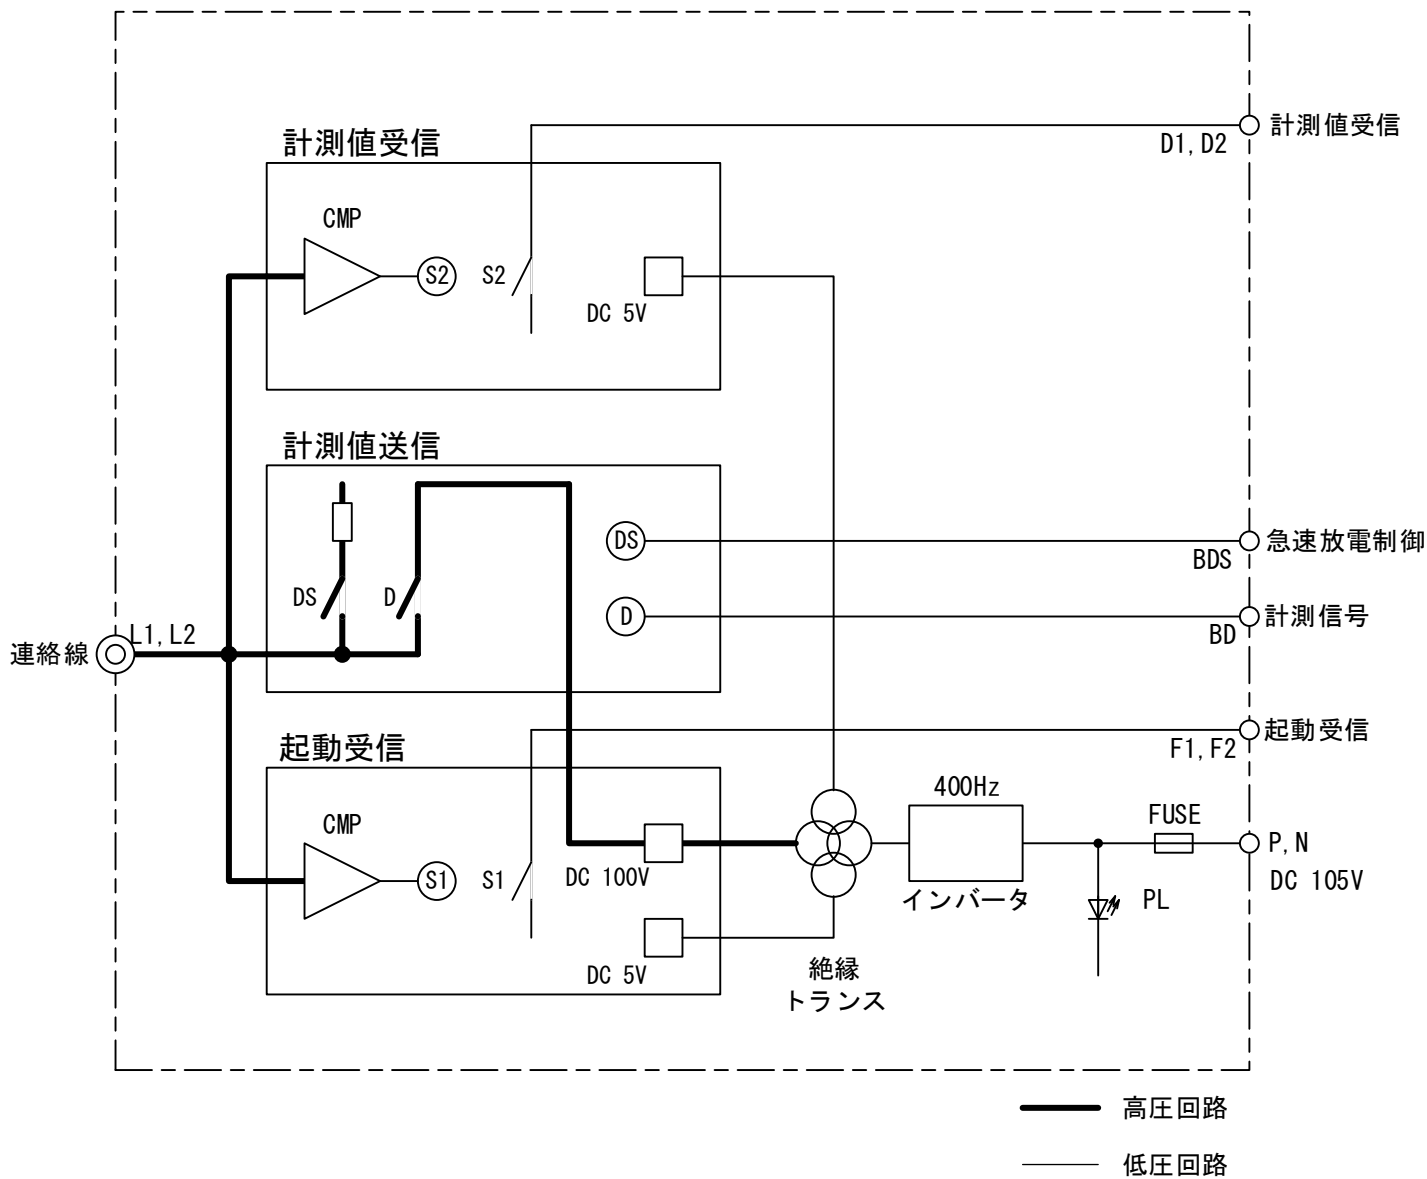 計測値受信
D1, D2
計測値受信
CMP
S2
S2
DC 5V
計測値送信
DS
急速放電制御
BDS
DS
D
D
計測信号
BD
連絡線
L1, L2
起動受信
F1, F2
起動受信
400Hz
CMP
FUSE
P, N
DC 105V
S1
S1
DC 100V
インバータ
PL
DC 5V
絶縁
トランス
高圧回路
低圧回路